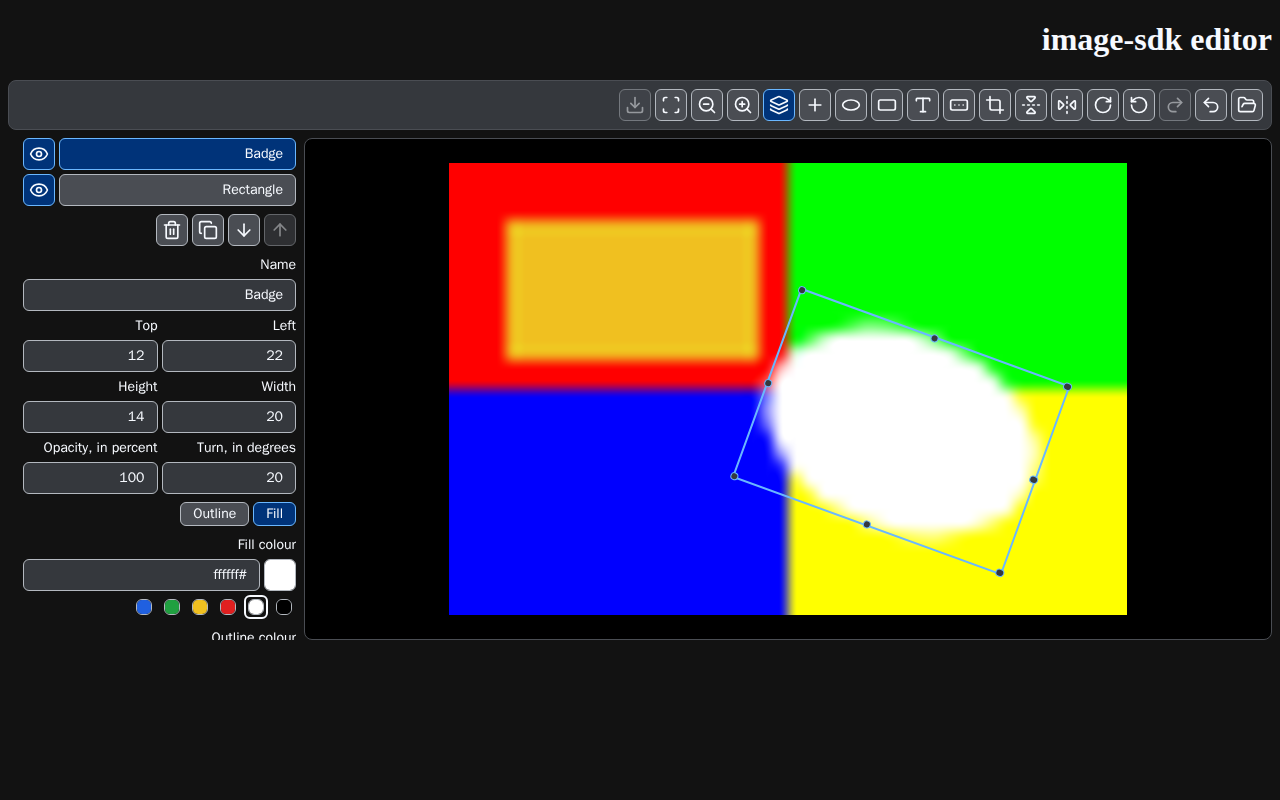 image-sdk editor
Badge
Rectangle
Name
Badge
Left
Top
22
12
Width
Height
20
14
Turn, in degrees
Opacity, in percent
20
100
Fill
Outline
Fill colour
ffffff#
Outline colour